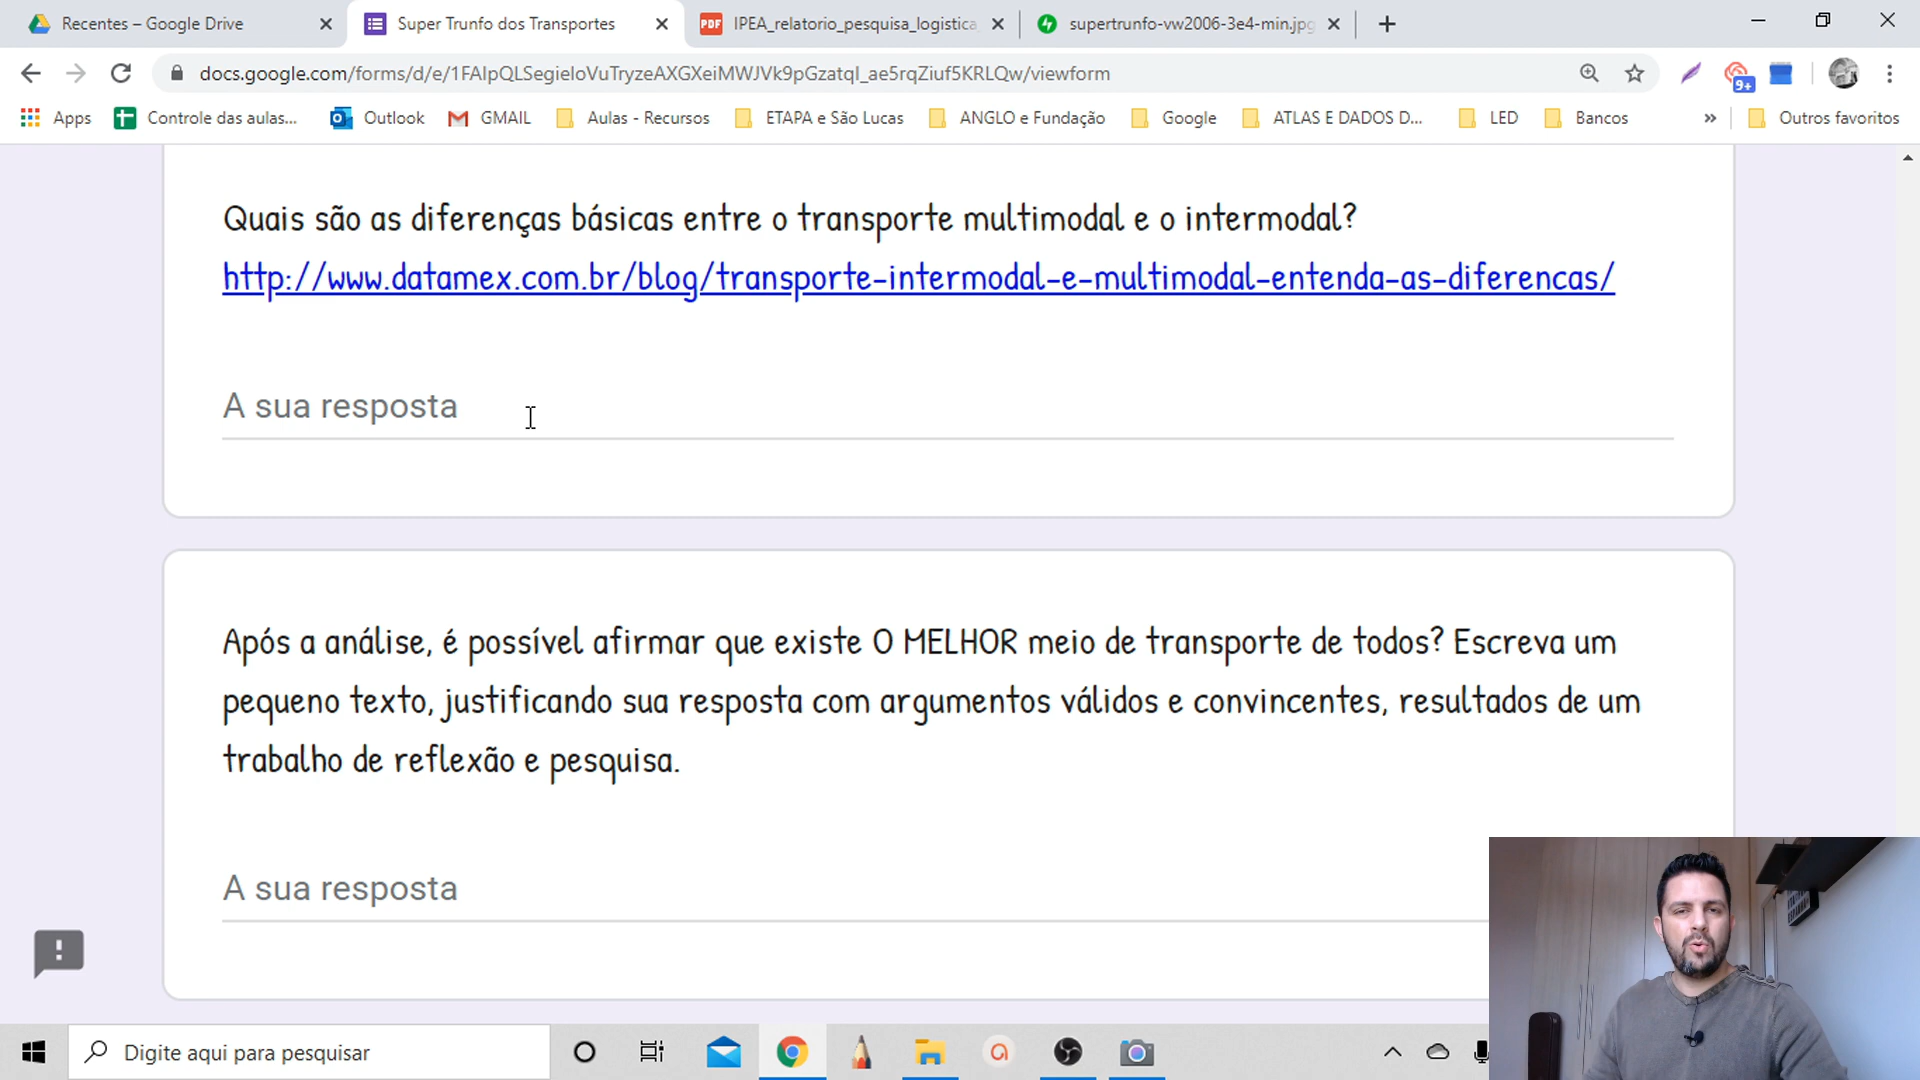 Recentes – Google Drive
Super Trunfo dos Transportes
PDF
IPEA_relatorio_pesquisa_logistica
supertrunfo-vw2006-3e4-min.jpg
docs.google.com/forms/d/e/1FAIpQLSegieIoVuTryzeAXGXeiMWJVk9pGzatqI_ae5rqZiuf5KRLQw/viewform
9+
Apps
Controle das aulas...
Outlook
GMAIL
Aulas - Recursos
ETAPA e São Lucas
ANGLO e Fundação
Google
ATLAS E DADOS D...
LED
Bancos
»
Outros favoritos
Quais são as diferenças básicas entre o transporte multimodal e o intermodal?
http://www.datamex.com.br/blog/transporte-intermodal-e-multimodal-entenda-as-diferencas/
A sua resposta
Após a análise, é possível afirmar que existe O MELHOR meio de transporte de todos? Escreva um
pequeno texto, justificando sua resposta com argumentos válidos e convincentes, resultados de um
trabalho de reflexão e pesquisa.
A sua resposta
Digite aqui para pesquisar